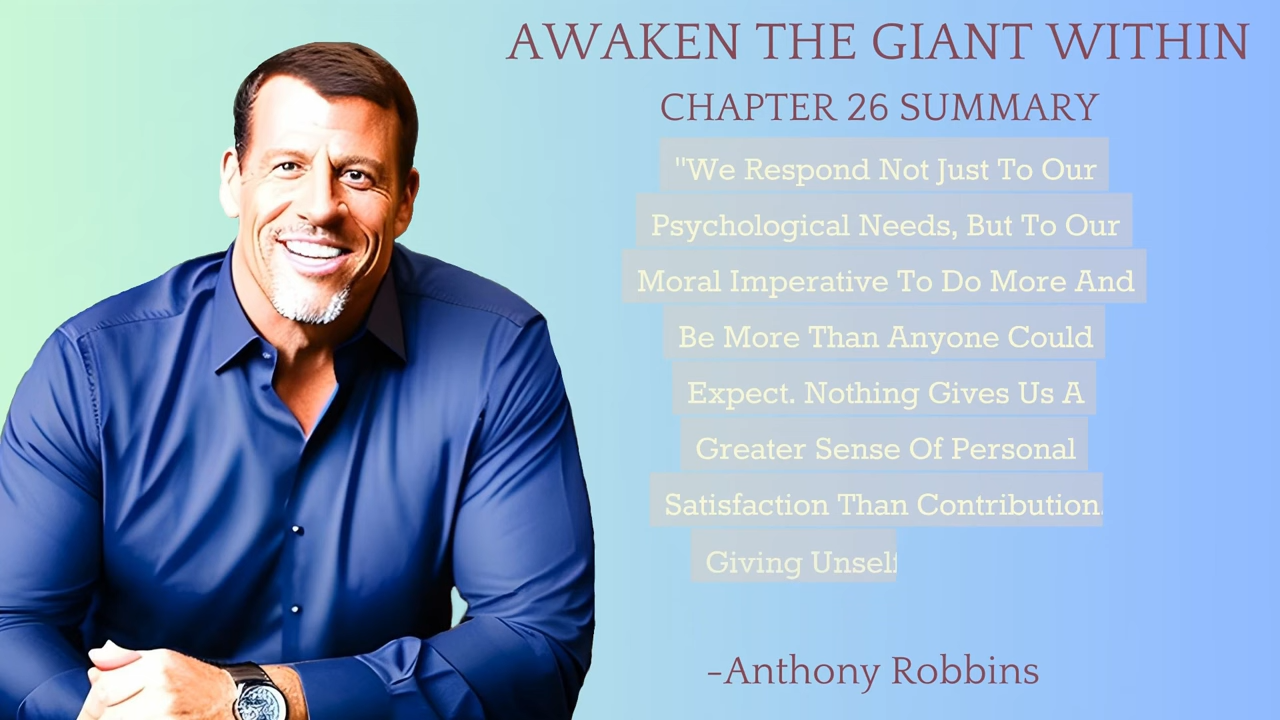 AWAKEN THE GIANT WITHIN
CHAPTER 26 SUMMARY
"We Respond Not Just To Our
Psychological Needs, But To Our
Moral Imperative To Do More And
Be More Than Anyone Could
Expect. Nothing Gives Us A
Greater Sense Of Personal
Satisfaction Than Contribution.
Giving
-Anthony Robbins